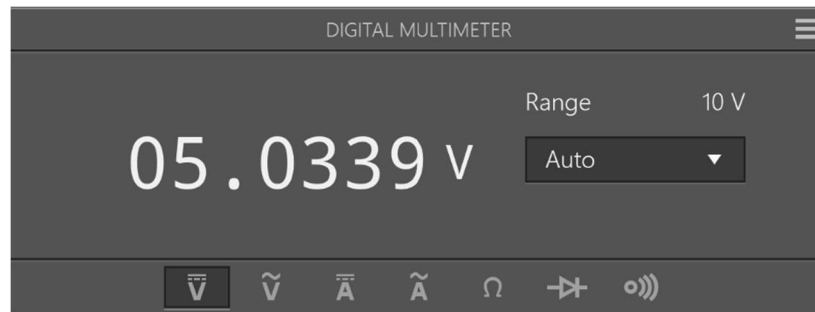 DIGITAL MULTIMETER
Range 10 V
05.0339 V
Auto
V V A A Ω